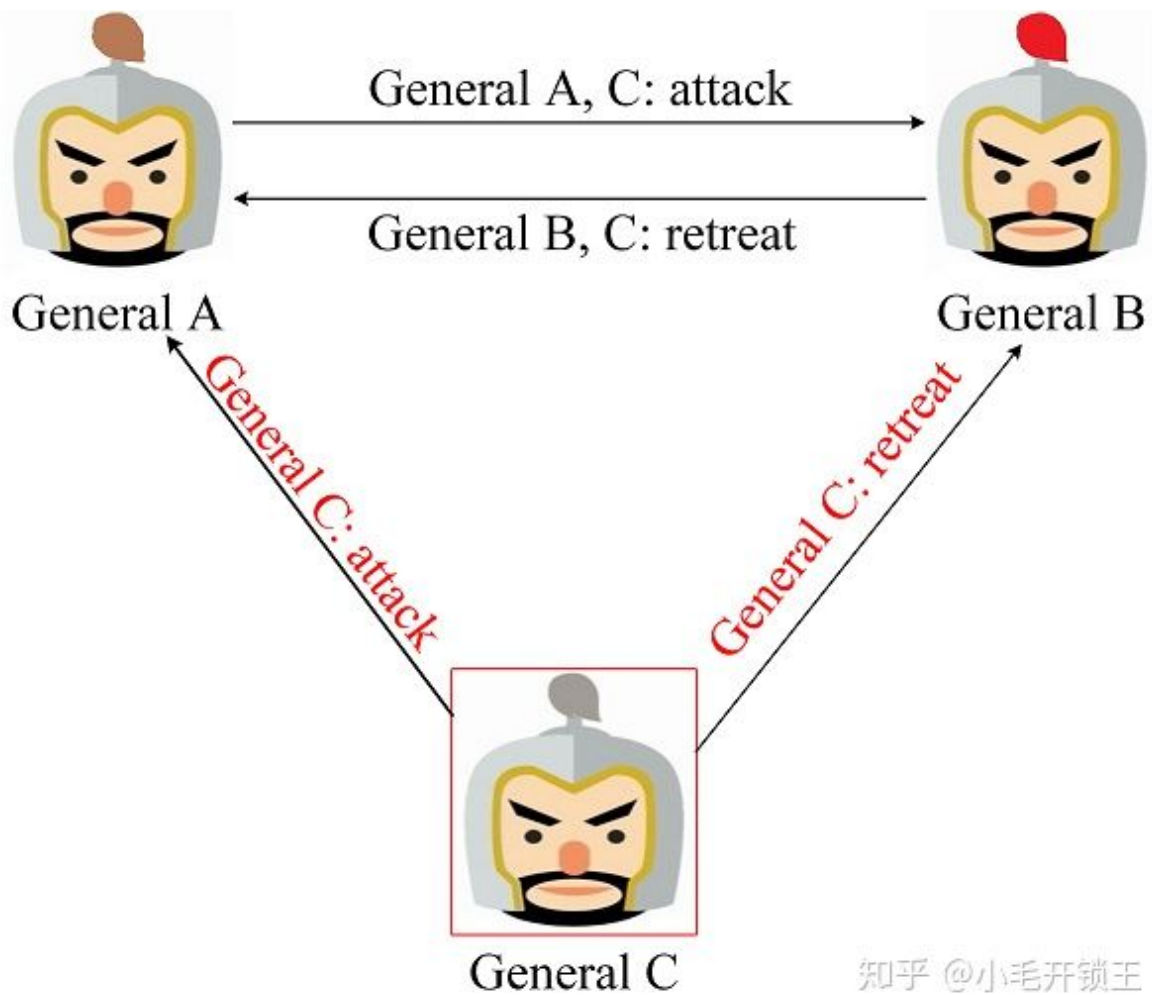 General A, C: attack
General B, C: retreat
General A
General B
General C: attack
General C: retreat
General C
知乎 @小毛开锁王